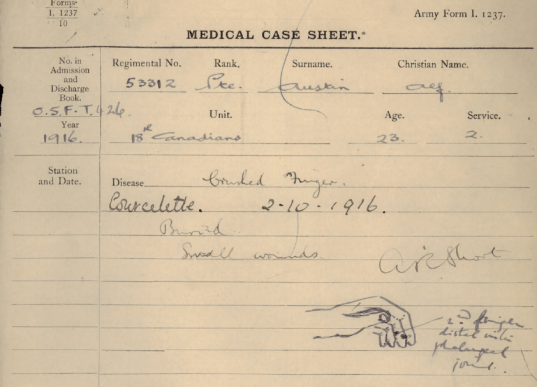 Forms
I. 1237
10
Army Form I. 1237.
MEDICAL CASE SHEET.*
No. in Admission and Discharge Book.
Regimental No. Rank. Surname. Christian Name.
53312 Pte. Austin Alf.
O.S.F.T. 426
Year Unit. Age. Service.
1916. 18th Canadians 23. 2.
Station and Date.
Disease Crushed Finger.
Courcelette. 2-10-1916.
Buried
Small wounds.
Short
2nd finger
distal inter
phalangeal
joint.